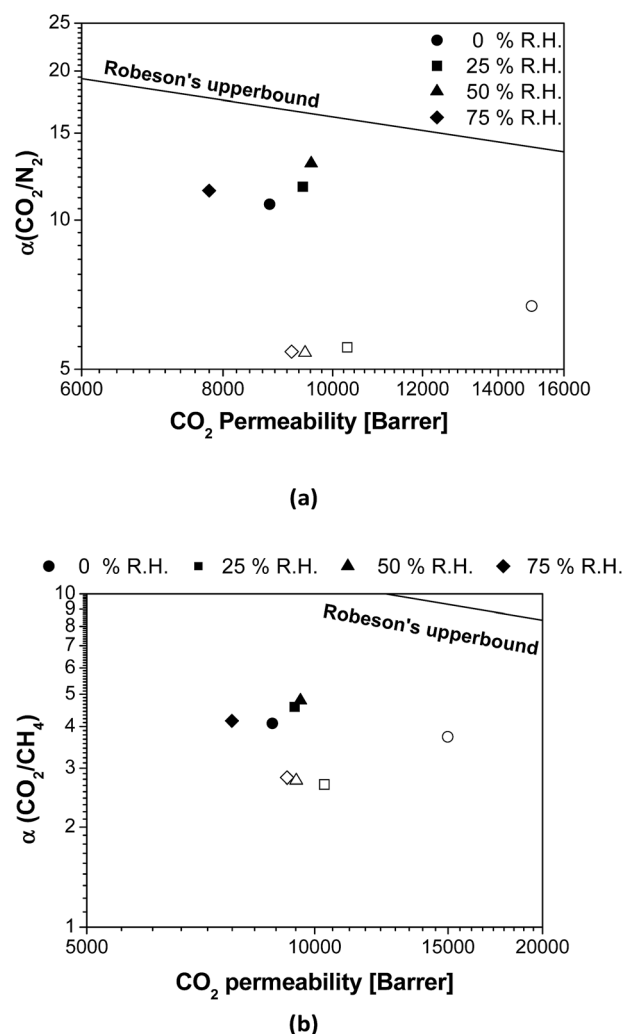 25
20
15
10
5
α(CO₂/N₂)
Robeson's upperbound
0 % R.H.
25 % R.H.
50 % R.H.
75 % R.H.
6000 8000 10000 12000 14000 16000
CO₂ Permeability [Barrer]
(a)
0 % R.H. 25 % R.H. 50 % R.H. 75 % R.H.
10
9
8
7
6
5
4
3
2
1
α (CO₂/CH₄)
Robeson's upperbound
5000 10000 15000 20000
CO₂ permeability [Barrer]
(b)